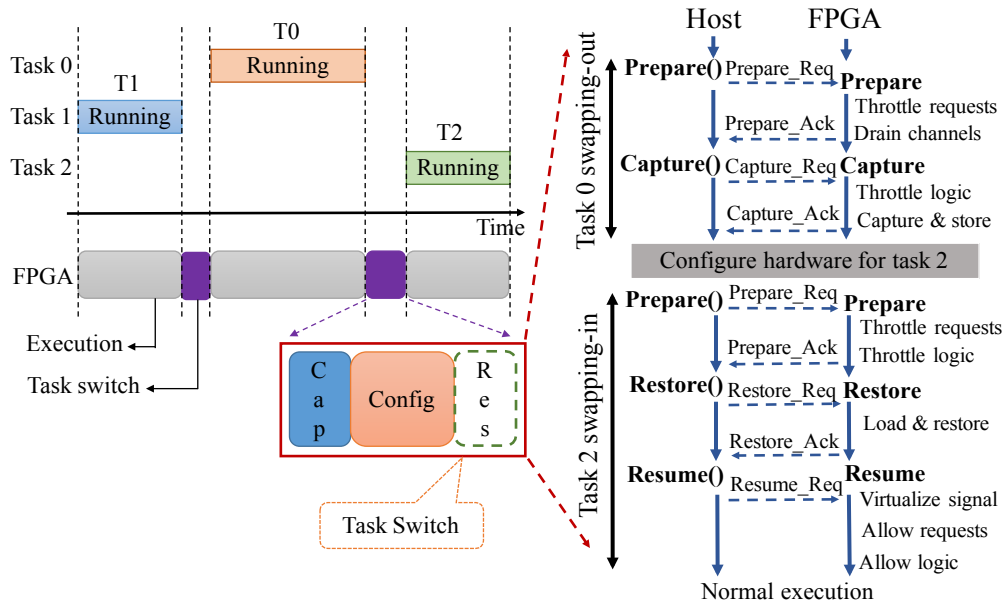 T0
Task 0
Running
T1
Task 1
Running
T2
Task 2
Running
Time
FPGA
Execution
Task switch
Cap
Config
Res
Task Switch
Host
FPGA
Task 0 swapping-out
Prepare()
Prepare_Req
Prepare
Throttle requests
Prepare_Ack
Drain channels
Capture()
Capture_Req
Capture
Throttle logic
Capture_Ack
Capture & store
Configure hardware for task 2
Task 2 swapping-in
Prepare()
Prepare_Req
Prepare
Throttle requests
Prepare_Ack
Throttle logic
Restore()
Restore_Req
Restore
Load & restore
Restore_Ack
Resume()
Resume_Req
Resume
Virtualize signal
Allow requests
Allow logic
Normal execution